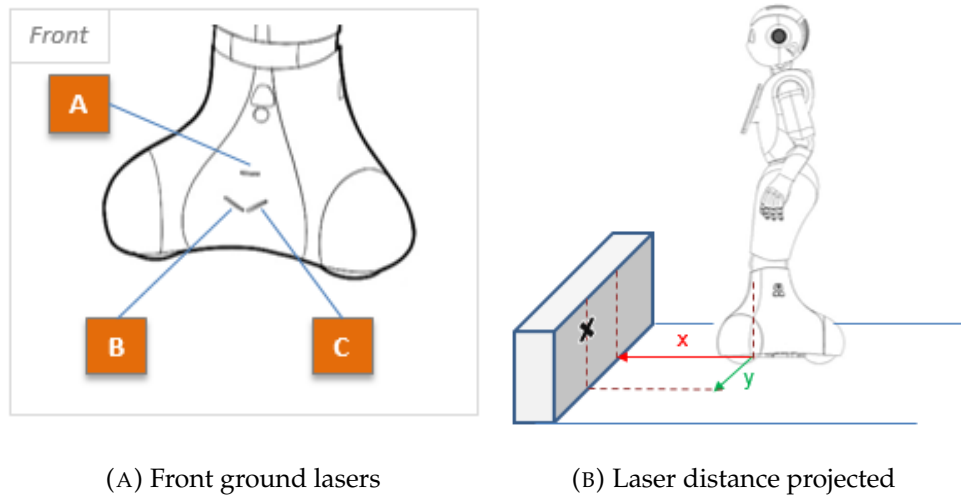 Front
A
B
C
x
y
(A) Front ground lasers
(B) Laser distance projected